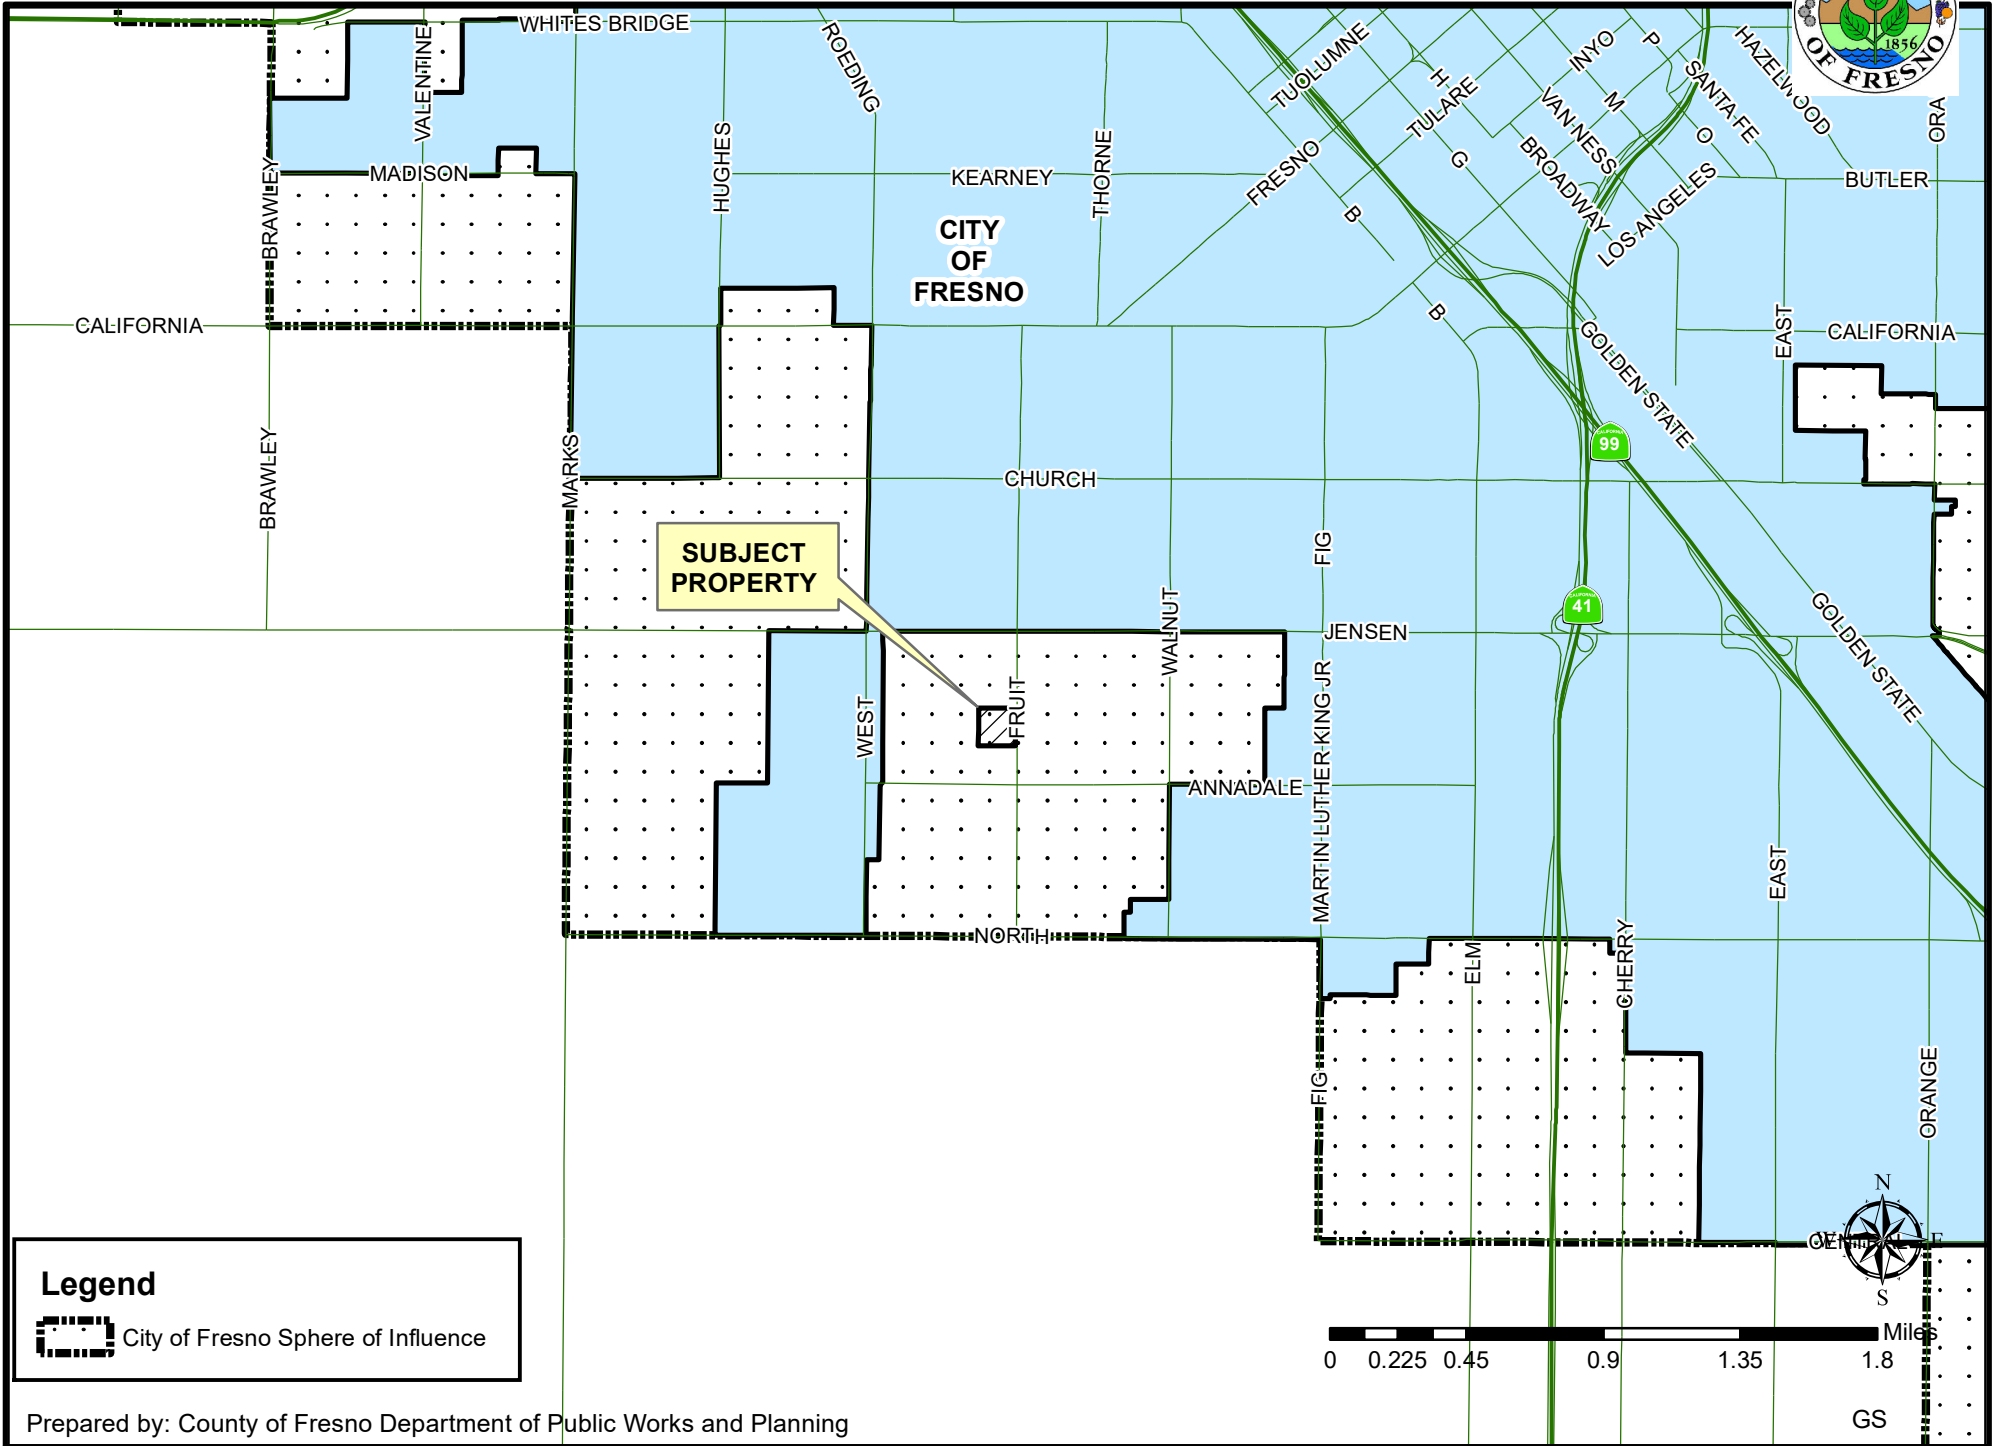 WHITES BRIDGE
VALENTINE
ROEDING
TUOLUMNE
H
TULARE
INYO
P
SANTA FE
HAZELWOOD
1856
OF FRESNO
ORA
BRAWLEY
MADISON
HUGHES
KEARNEY
THORNE
FRESNO
B
G
BROADWAY
VAN NESS
M
O
LOS ANGELES
BUTLER
CITY
OF
FRESNO
CALIFORNIA
B
GOLDEN STATE
EAST
CALIFORNIA
BRAWLEY
MARKS
CHURCH
CALIFORNIA
99
SUBJECT
PROPERTY
FIG
CALIFORNIA
41
WALNUT
JENSEN
GOLDEN STATE
WEST
FRUIT
MARTIN LUTHER KING JR
ANNADALE
EAST
NORTH
ELM
CHERRY
FIG
ORANGE
N
W
CENTRAL
E
S
Legend
City of Fresno Sphere of Influence
Miles
0 0.225 0.45 0.9 1.35 1.8
Prepared by: County of Fresno Department of Public Works and Planning
GS